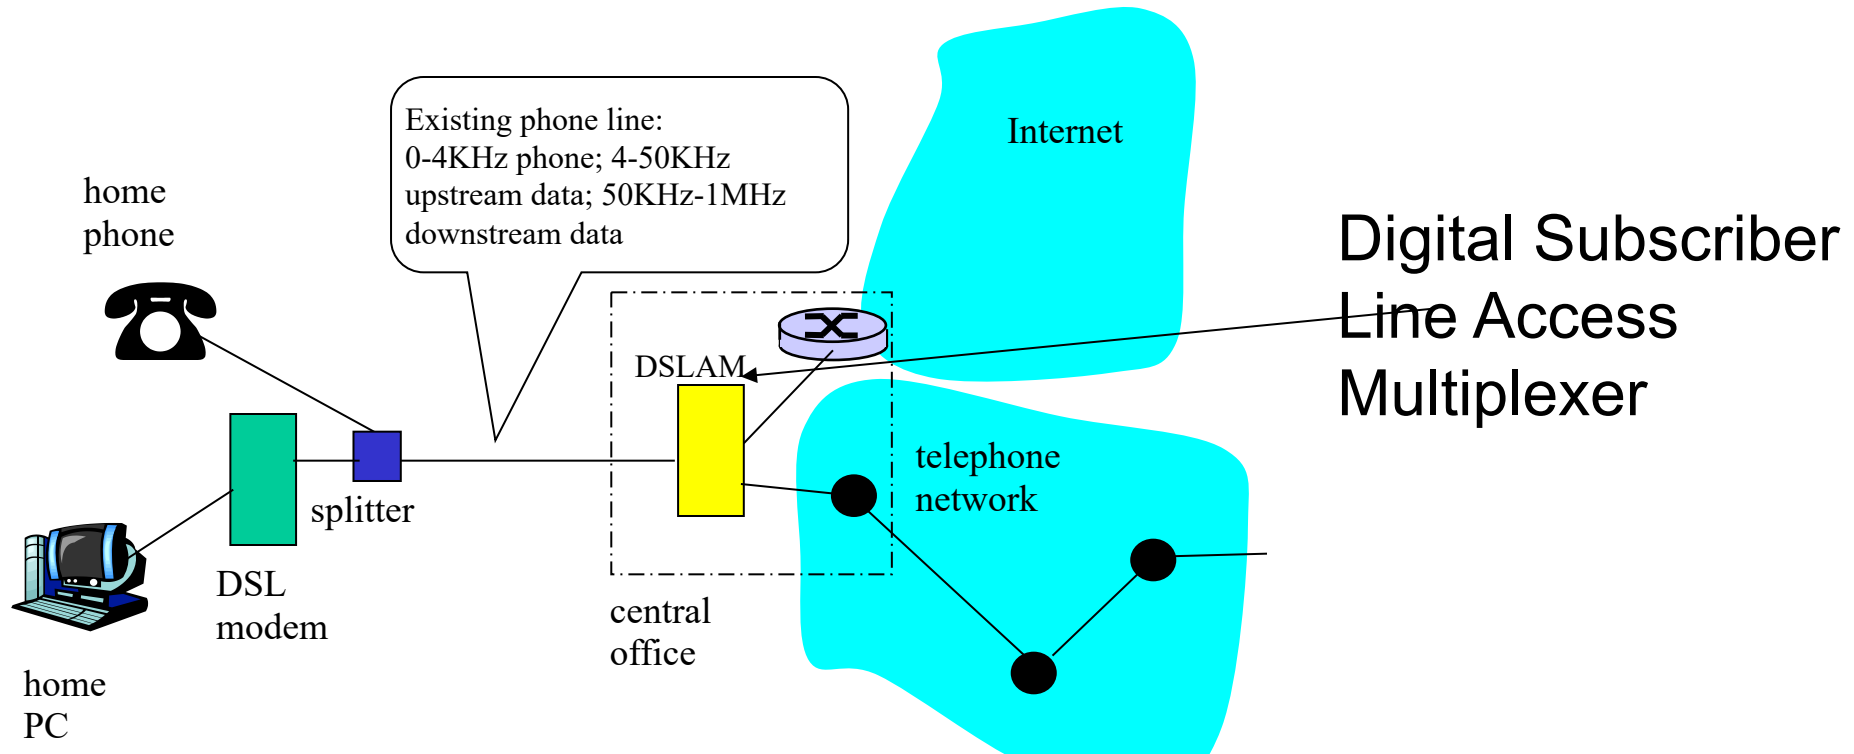 Existing phone line:
0-4KHz phone; 4-50KHz
upstream data; 50KHz-1MHz
downstream data
Internet
home
phone
Digital Subscriber
Line Access
Multiplexer
DSLAM
telephone
network
splitter
DSL
modem
central
office
home
PC